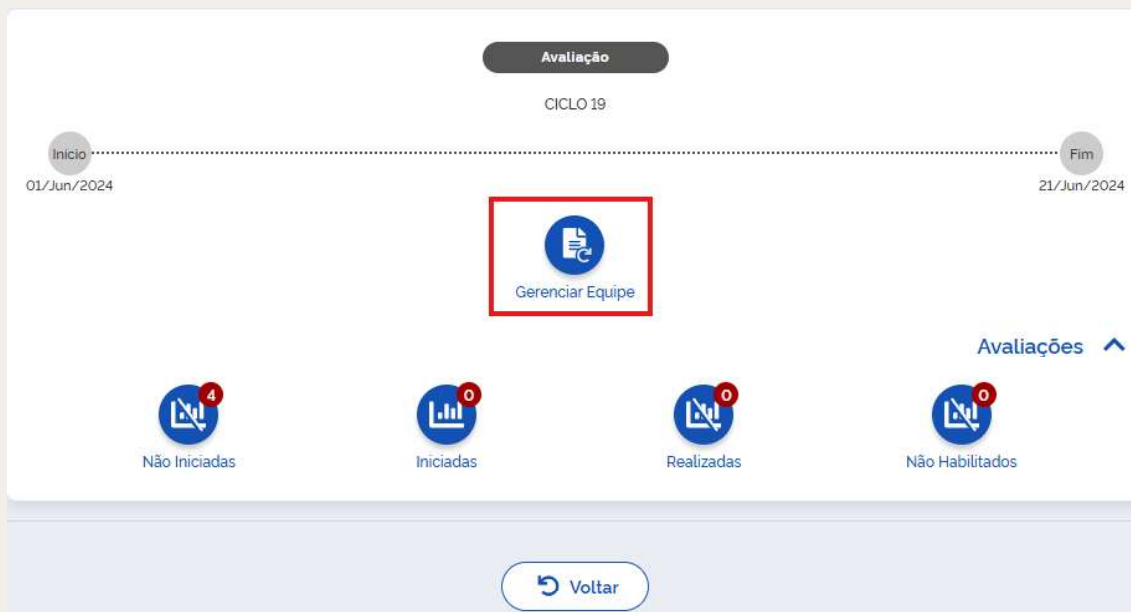 Avaliação
CICLO 19
Início
Fim
01/Jun/2024
21/Jun/2024
Gerenciar Equipe
Avaliações
4
0
0
0
Não Iniciadas
Iniciadas
Realizadas
Não Habilitados
Voltar